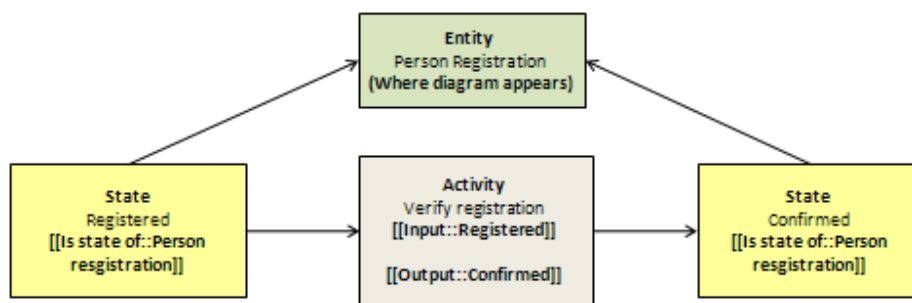 Entity
Person Registration
(Where diagram appears)
State
Registered
[[Is state of::Person
resgistration]]
Activity
Verify registration
[[Input::Registered]]
[[Output::Confirmed]]
State
Confirmed
[[Is state of::Person
resgistration]]